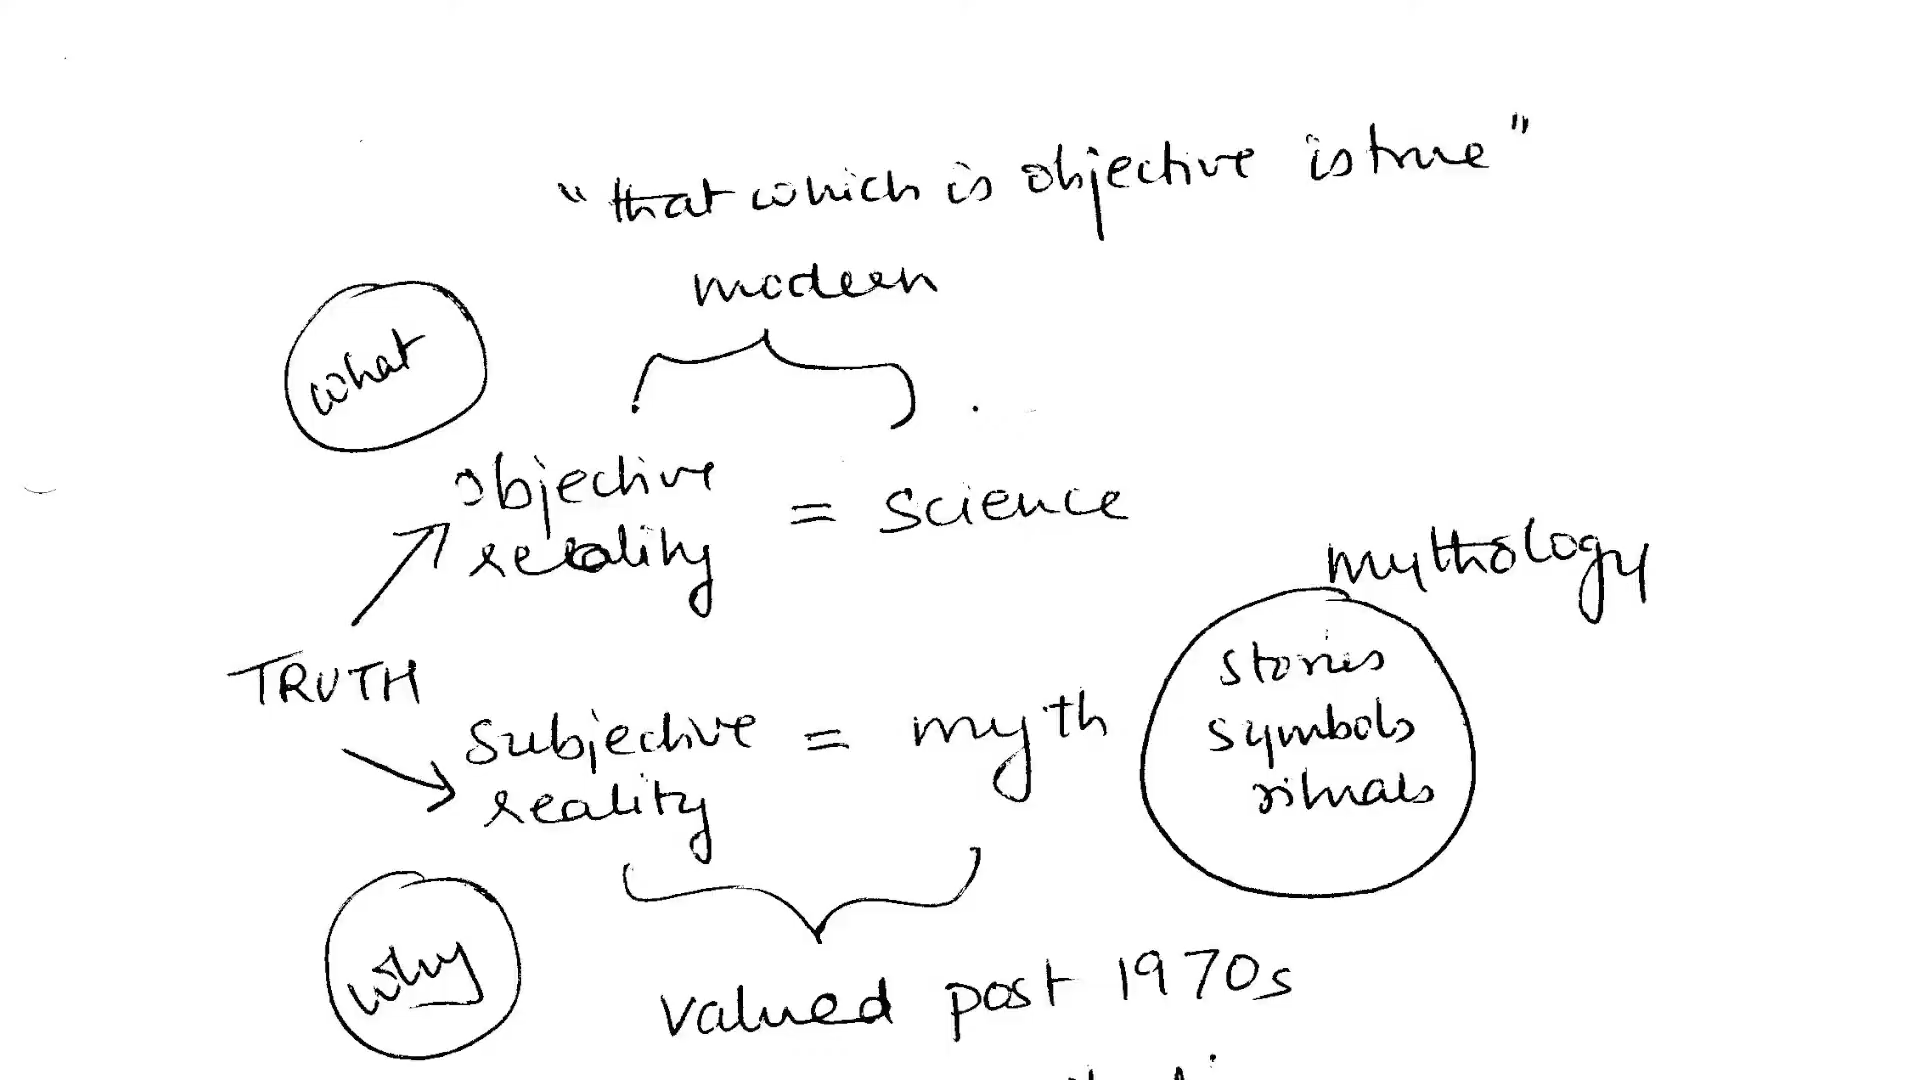 "that which is objective is true"
modern
what
objective
reality
= science
mythology
TRUTH
stories
symbols
rituals
subjective
reality
= myth
why
valued post 1970s